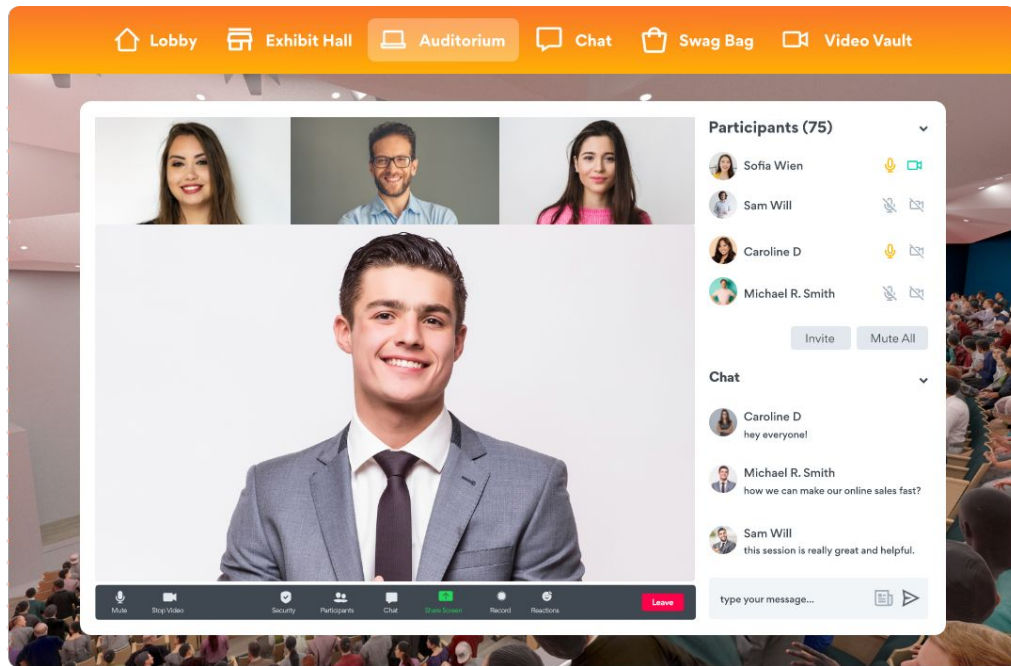 Lobby
Exhibit Hall
Auditorium
Chat
Swag Bag
Video Vault
Participants (75)
Sofia Wien
Sam Will
Caroline D
Michael R. Smith
Invite
Mute All
Chat
Caroline D
hey everyone!
Michael R. Smith
how we can make our online sales fast?
Sam Will
this session is really great and helpful.
type your message...
Mute
Stop Video
Security
Participants
Chat
Share Screen
Record
Reactions
Leave